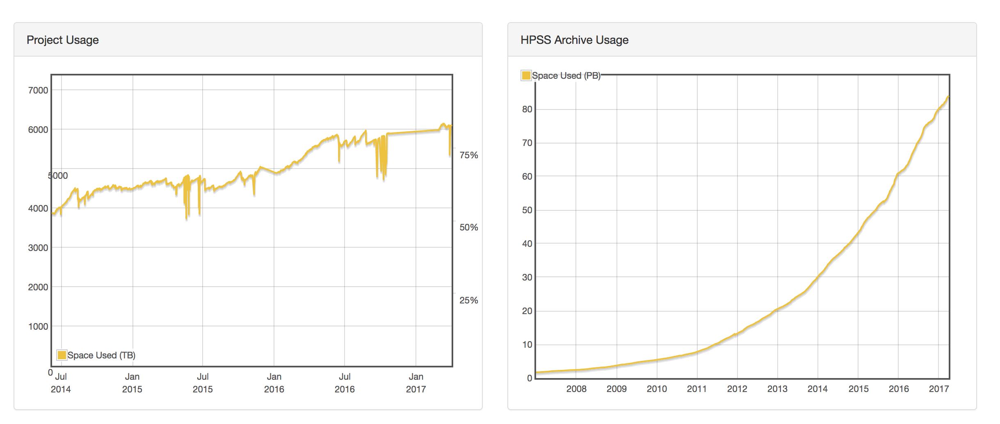 Project Usage
7000
6000
5000
4000
3000
2000
1000
0
75%
50%
25%
Space Used (TB)
Jul Jan Jul Jan Jul Jan
2014 2015 2015 2016 2016 2017
HPSS Archive Usage
Space Used (PB)
80
70
60
50
40
30
20
10
0
2008 2009 2010 2011 2012 2013 2014 2015 2016 2017